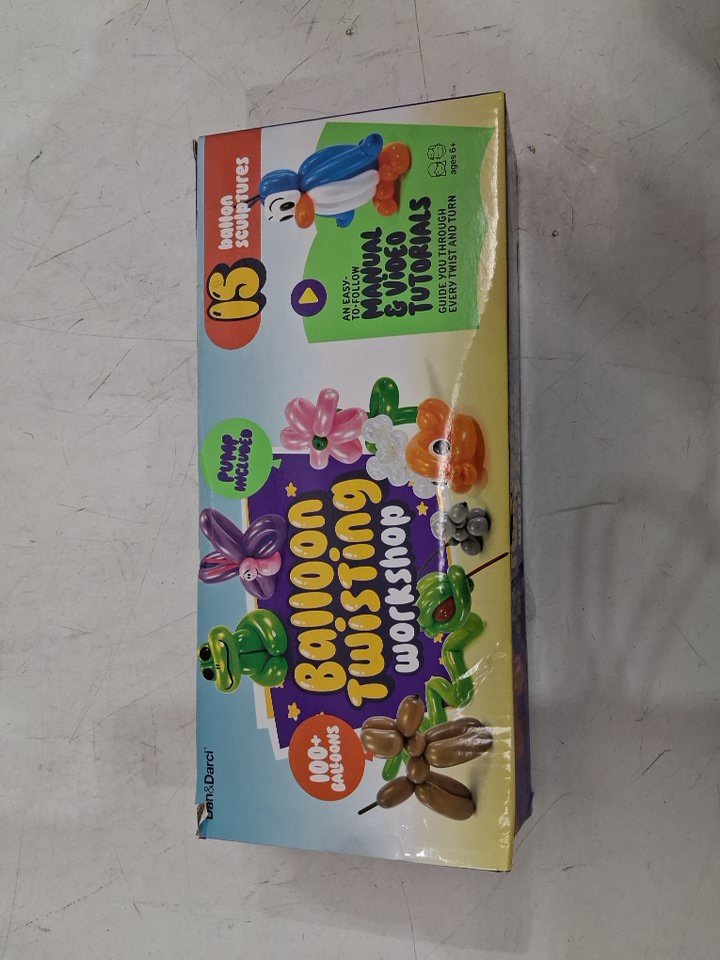 Dan&Darci
100+
BALLOONS
Balloon
Twisting
workshop
PUMP
INCLUDED
15
ballon
sculptures
AN EASY-
TO-FOLLOW
MANUAL
& VIDEO
TUTORIALS
GUIDE YOU THROUGH
EVERY TWIST AND TURN
ages 6+